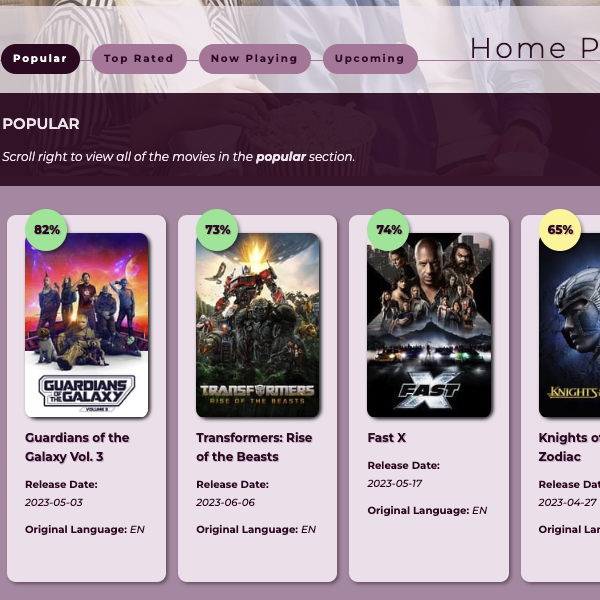 Home P
Popular
Top Rated
Now Playing
Upcoming
POPULAR
Scroll right to view all of the movies in the popular section.
82%
73%
74%
65%
GUARDIANS
OF THE
GALAXY
VOLUME 3
TRANSFORMERS
RISE OF THE BEASTS
FAST X
KNIGHTS
Guardians of the
Galaxy Vol. 3
Release Date:
2023-05-03
Original Language: EN
Transformers: Rise
of the Beasts
Release Date:
2023-06-06
Original Language: EN
Fast X
Release Date:
2023-05-17
Original Language: EN
Knights of
Zodiac
Release Dat
2023-04-27
Original Lan